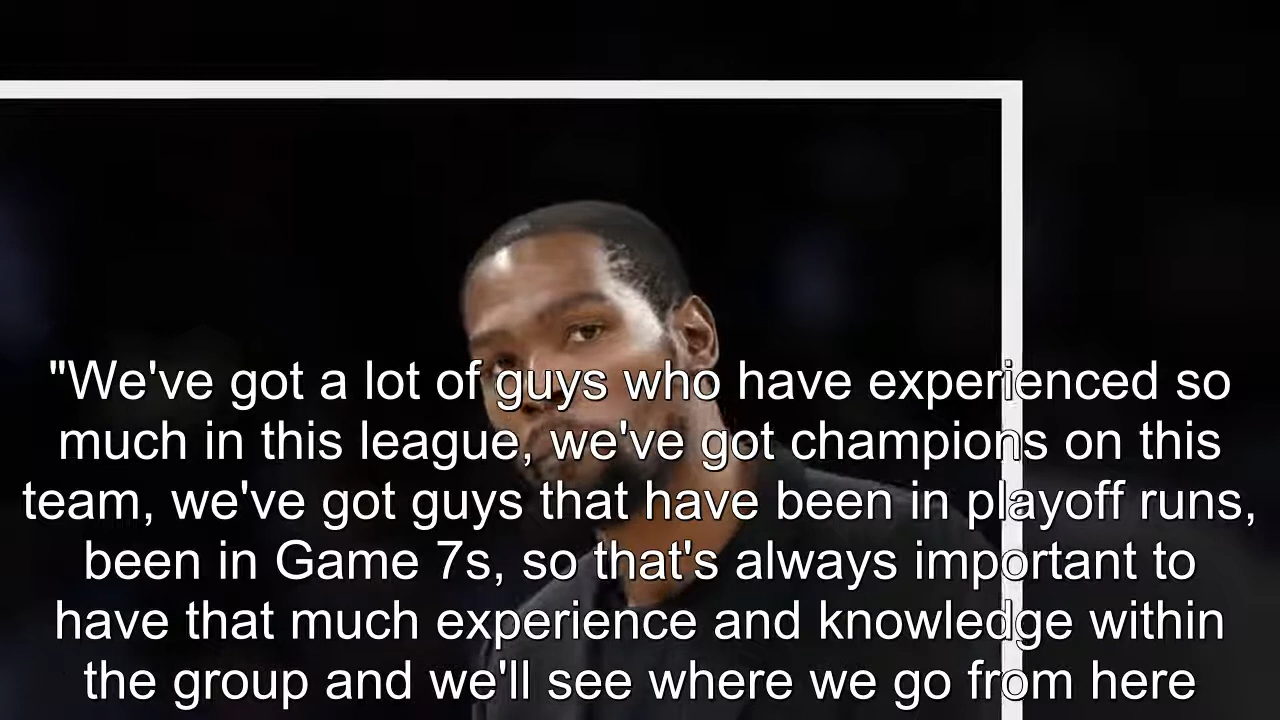 "We've got a lot of guys who have experienced so
much in this league, we've got champions on this
team, we've got guys that have been in playoff runs,
been in Game 7s, so that's always important to
have that much experience and knowledge within
the group and we'll see where we go from here